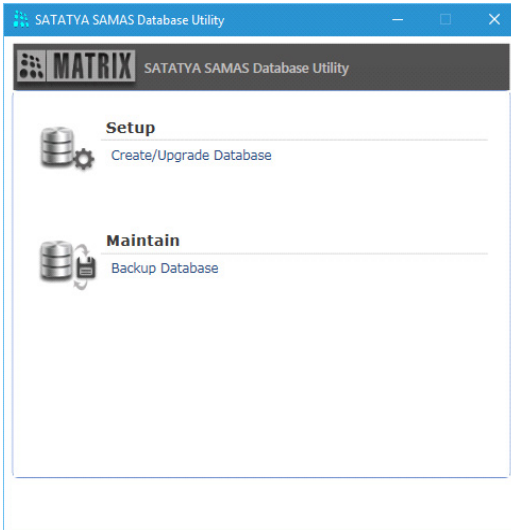 SATATYA SAMAS Database Utility
MATRIX SATATYA SAMAS Database Utility
Setup
Create/Upgrade Database
Maintain
Backup Database